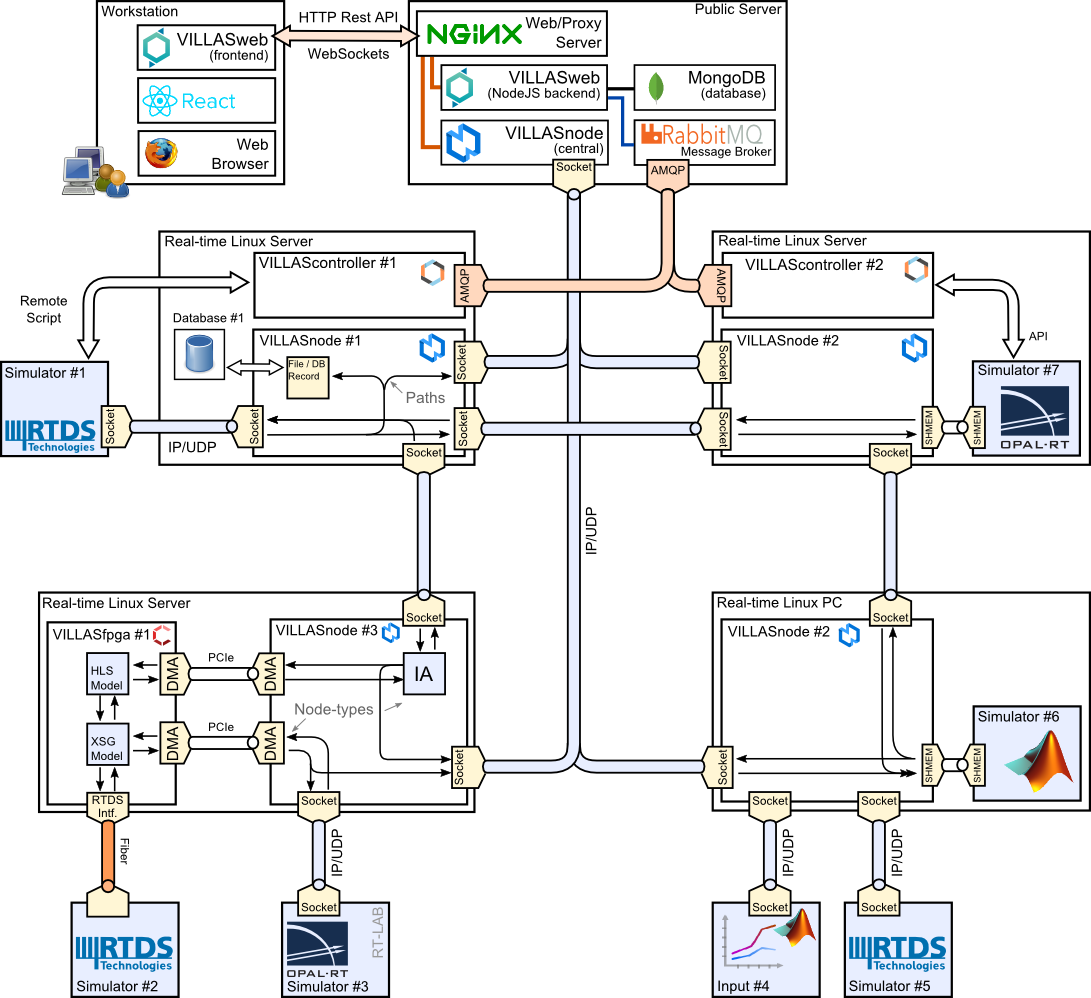 Workstation
VILLASweb
(frontend)
React
Web
Browser
HTTP Rest API
WebSockets
Public Server
NGINX
Web/Proxy
Server
VILLASweb
(NodeJS backend)
MongoDB
(database)
VILLASnode
(central)
RabbitMQ
Message Broker
Socket
AMQP
Real-time Linux Server
VILLAScontroller #1
AMQP
Remote
Script
Database #1
VILLASnode #1
File / DB
Record
Paths
Socket
Socket
Socket
Socket
Simulator #1
RTDS
Technologies
Socket
IP/UDP
Real-time Linux Server
VILLAScontroller #2
AMQP
API
VILLASnode #2
Socket
Socket
SHMEM
SHMEM
Socket
Simulator #7
OPAL-RT
IP/UDP
Real-time Linux Server
VILLASfpga #1
HLS
Model
XSG
Model
RTDS
Intf.
DMA
DMA
PCIe
PCIe
DMA
DMA
VILLASnode #3
Socket
IA
Node-types
Socket
Socket
Fiber
RTDS
Technologies
Simulator #2
IP/UDP
Socket
RT-LAB
OPAL-RT
Simulator #3
Real-time Linux PC
VILLASnode #2
Socket
Socket
SHMEM
SHMEM
Simulator #6
Socket
Socket
IP/UDP
IP/UDP
Socket
Input #4
Socket
RTDS
Technologies
Simulator #5